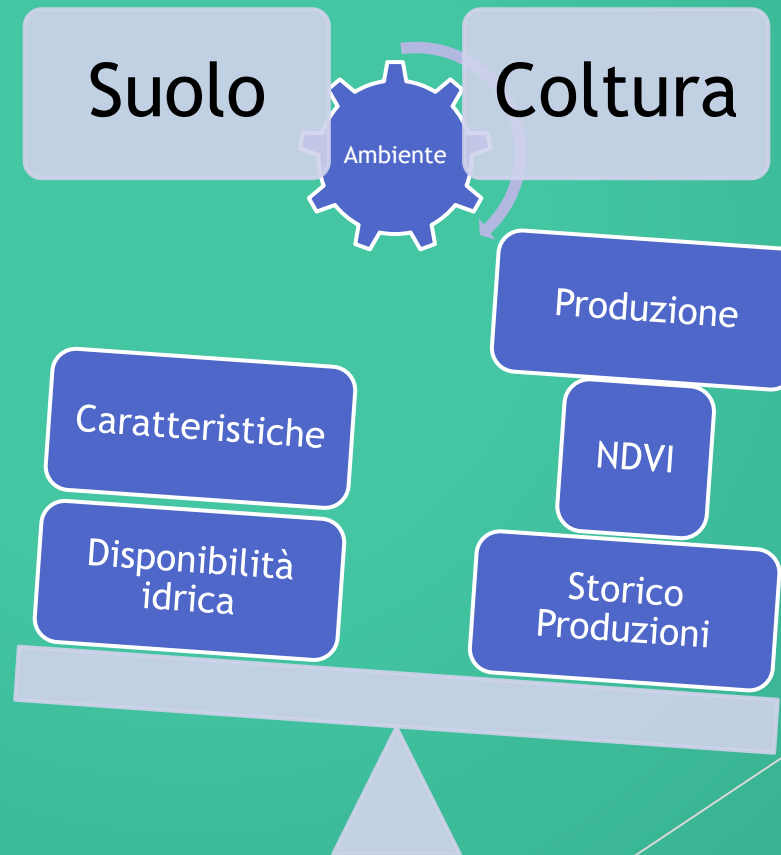 Suolo
Coltura
Ambiente
Produzione
Caratteristiche
NDVI
Disponibilità
idrica
Storico
Produzioni